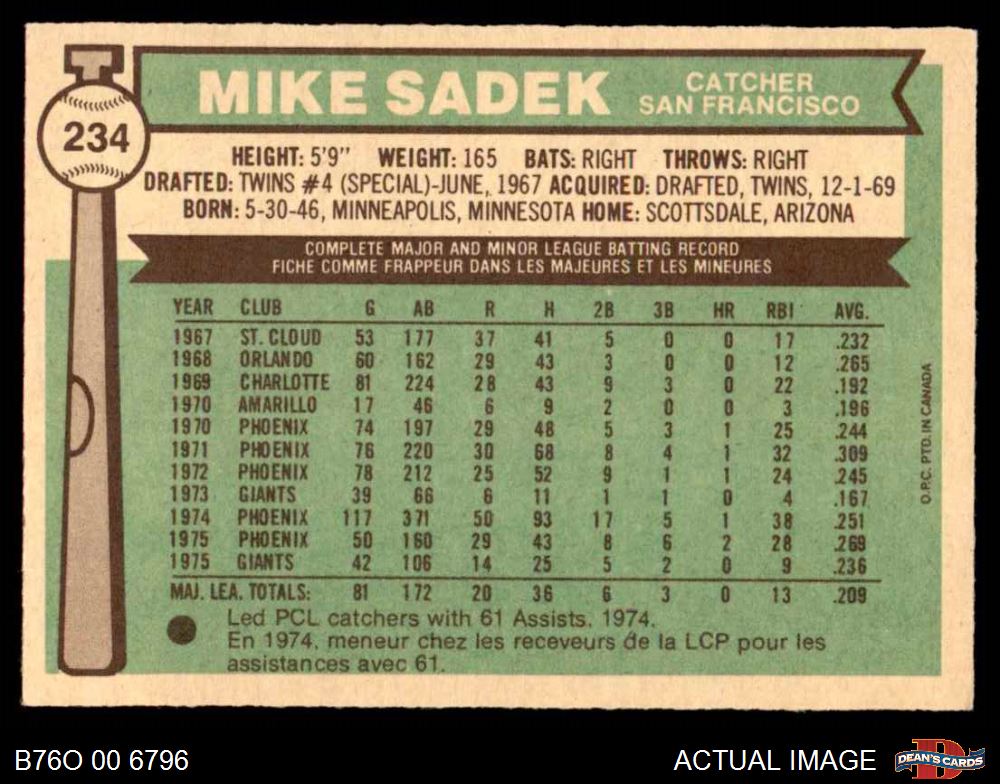 MIKE SADEK
CATCHER
SAN FRANCISCO
234
HEIGHT: 5'9" WEIGHT: 165 BATS: RIGHT THROWS: RIGHT
DRAFTED: TWINS #4 (SPECIAL)-JUNE, 1967 ACQUIRED: DRAFTED, TWINS, 12-1-69
BORN: 5-30-46, MINNEAPOLIS, MINNESOTA HOME: SCOTTSDALE, ARIZONA
COMPLETE MAJOR AND MINOR LEAGUE BATTING RECORD
FICHE COMME FRAPPEUR DANS LES MAJEURES ET LES MINEURES
YEAR CLUB G AB R H 2B 3B HR RBI AVG.
1967 ST. CLOUD 53 177 37 41 5 0 0 17 .232
1968 ORLANDO 60 162 29 43 3 0 0 12 .265
1969 CHARLOTTE 81 224 28 43 9 3 0 22 .192
1970 AMARILLO 17 46 6 9 2 0 0 3 .196
1970 PHOENIX 74 197 29 48 5 3 1 25 .244
1971 PHOENIX 76 220 30 68 8 4 1 32 .309
1972 PHOENIX 78 212 25 52 9 1 1 24 .245
1973 GIANTS 39 66 6 11 1 1 0 4 .167
1974 PHOENIX 117 371 50 93 17 5 1 38 .251
1975 PHOENIX 50 160 29 43 8 6 2 28 .269
1975 GIANTS 42 106 14 25 5 2 0 9 .236
MAJ. LEA. TOTALS: 81 172 20 36 6 3 0 13 .209
Led PCL catchers with 61 Assists, 1974.
En 1974, meneur chez les receveurs de la LCP pour les
assistances avec 61.
O.P.C. PTD. IN CANADA
B76O 00 6796
ACTUAL IMAGE
DEAN'S CARDS